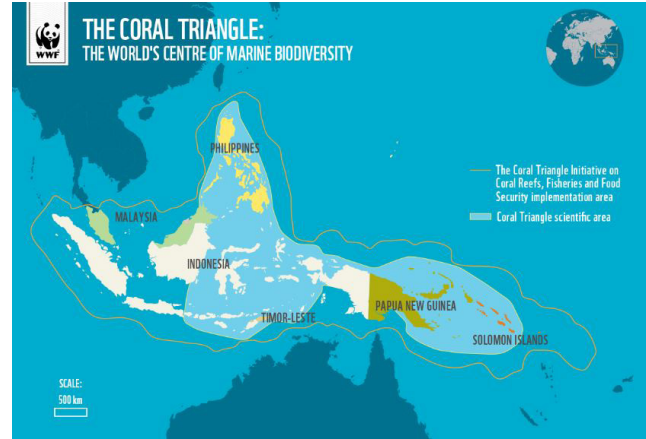 WWF
THE CORAL TRIANGLE:
THE WORLD'S CENTRE OF MARINE BIODIVERSITY
PHILIPPINES
The Coral Triangle Initiative on
Coral Reefs, Fisheries and Food
Security implementation area
Coral Triangle scientific area
MALAYSIA
INDONESIA
PAPUA NEW GUINEA
TIMOR-LESTE
SOLOMON ISLANDS
SCALE:
500 km